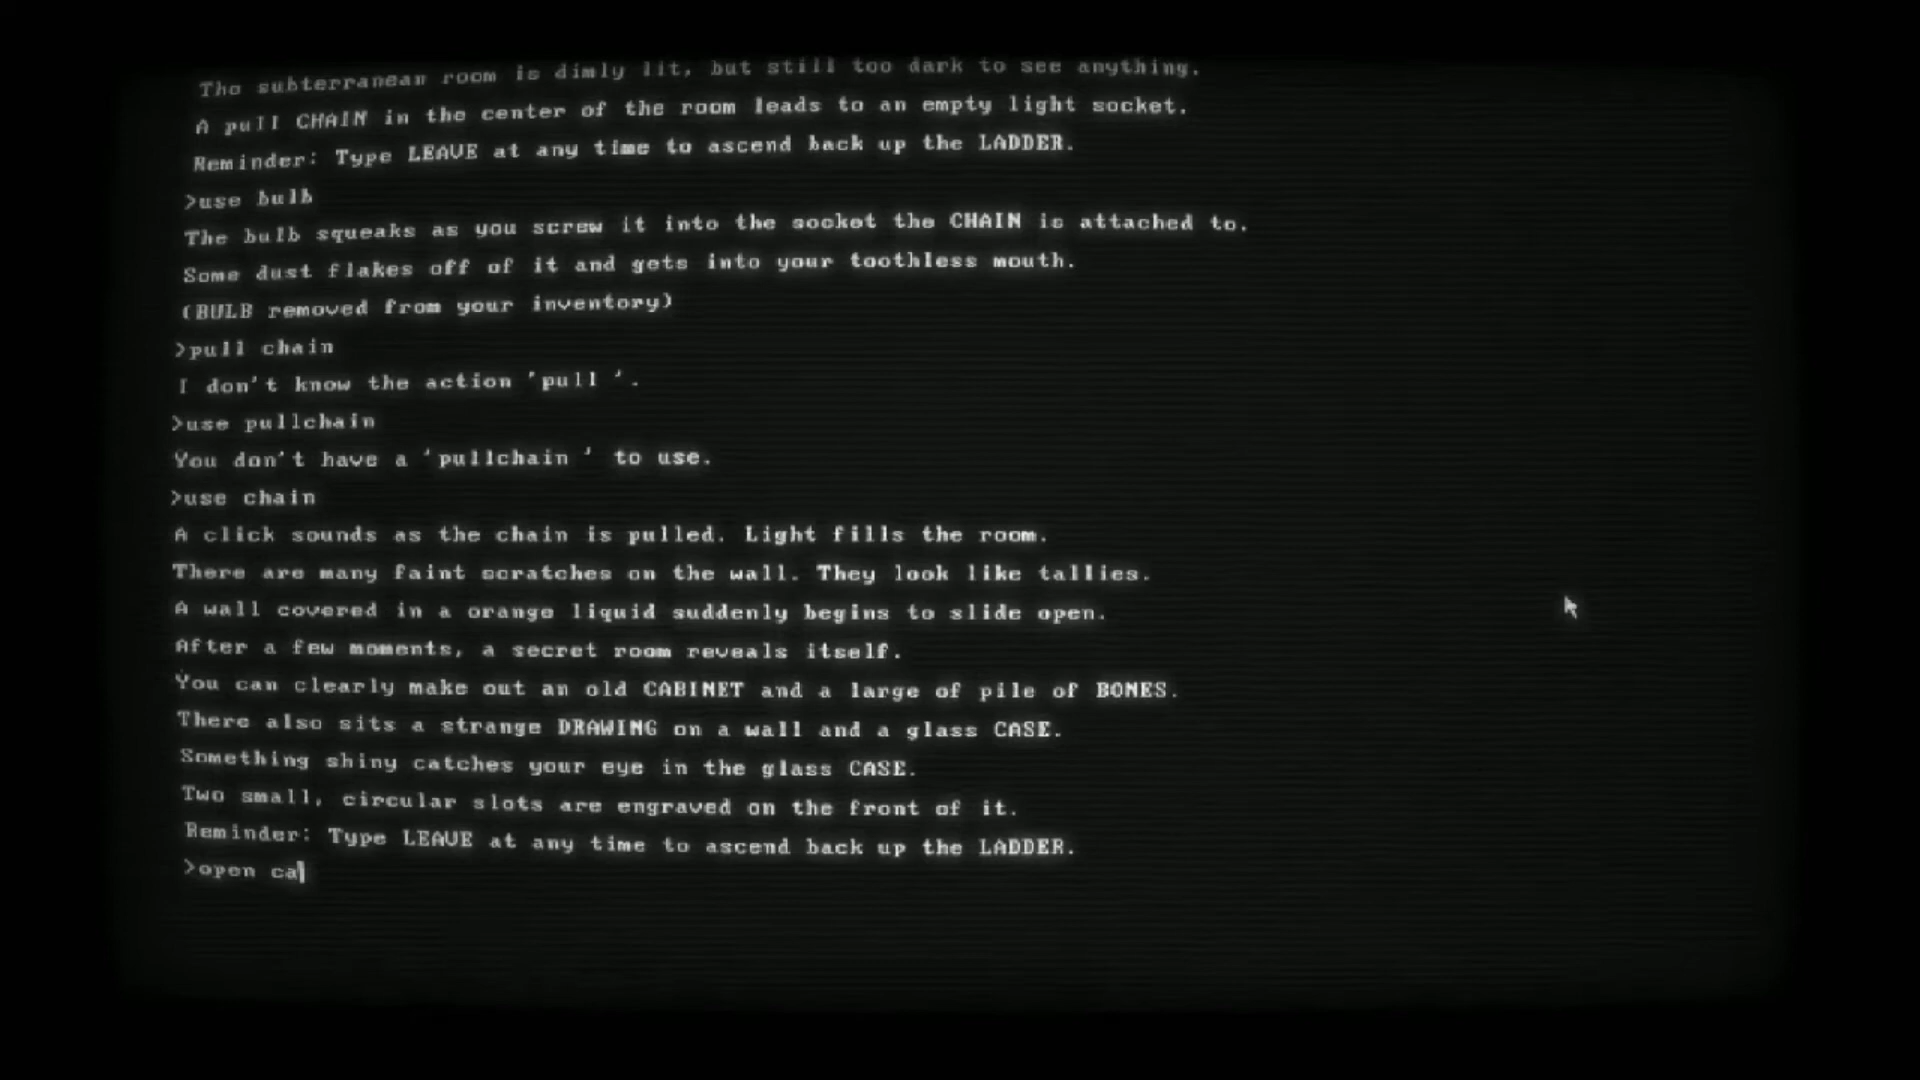 The subterranean room is dimly lit, but still too dark to see anything.
A pull CHAIN in the center of the room leads to an empty light socket.
Reminder: Type LEAVE at any time to ascend back up the LADDER.
>use bulb
The bulb squeaks as you screw it into the socket the CHAIN is attached to.
Some dust flakes off of it and gets into your toothless mouth.
(BULB removed from your inventory)
>pull chain
I don't know the action 'pull '.
>use pullchain
You don't have a 'pullchain ' to use.
>use chain
A click sounds as the chain is pulled. Light fills the room.
There are many faint scratches on the wall. They look like tallies.
A wall covered in a orange liquid suddenly begins to slide open.
After a few moments, a secret room reveals itself.
You can clearly make out an old CABINET and a large of pile of BONES.
There also sits a strange DRAWING on a wall and a glass CASE.
Something shiny catches your eye in the glass CASE.
Two small, circular slots are engraved on the front of it.
Reminder: Type LEAVE at any time to ascend back up the LADDER.
>open ca